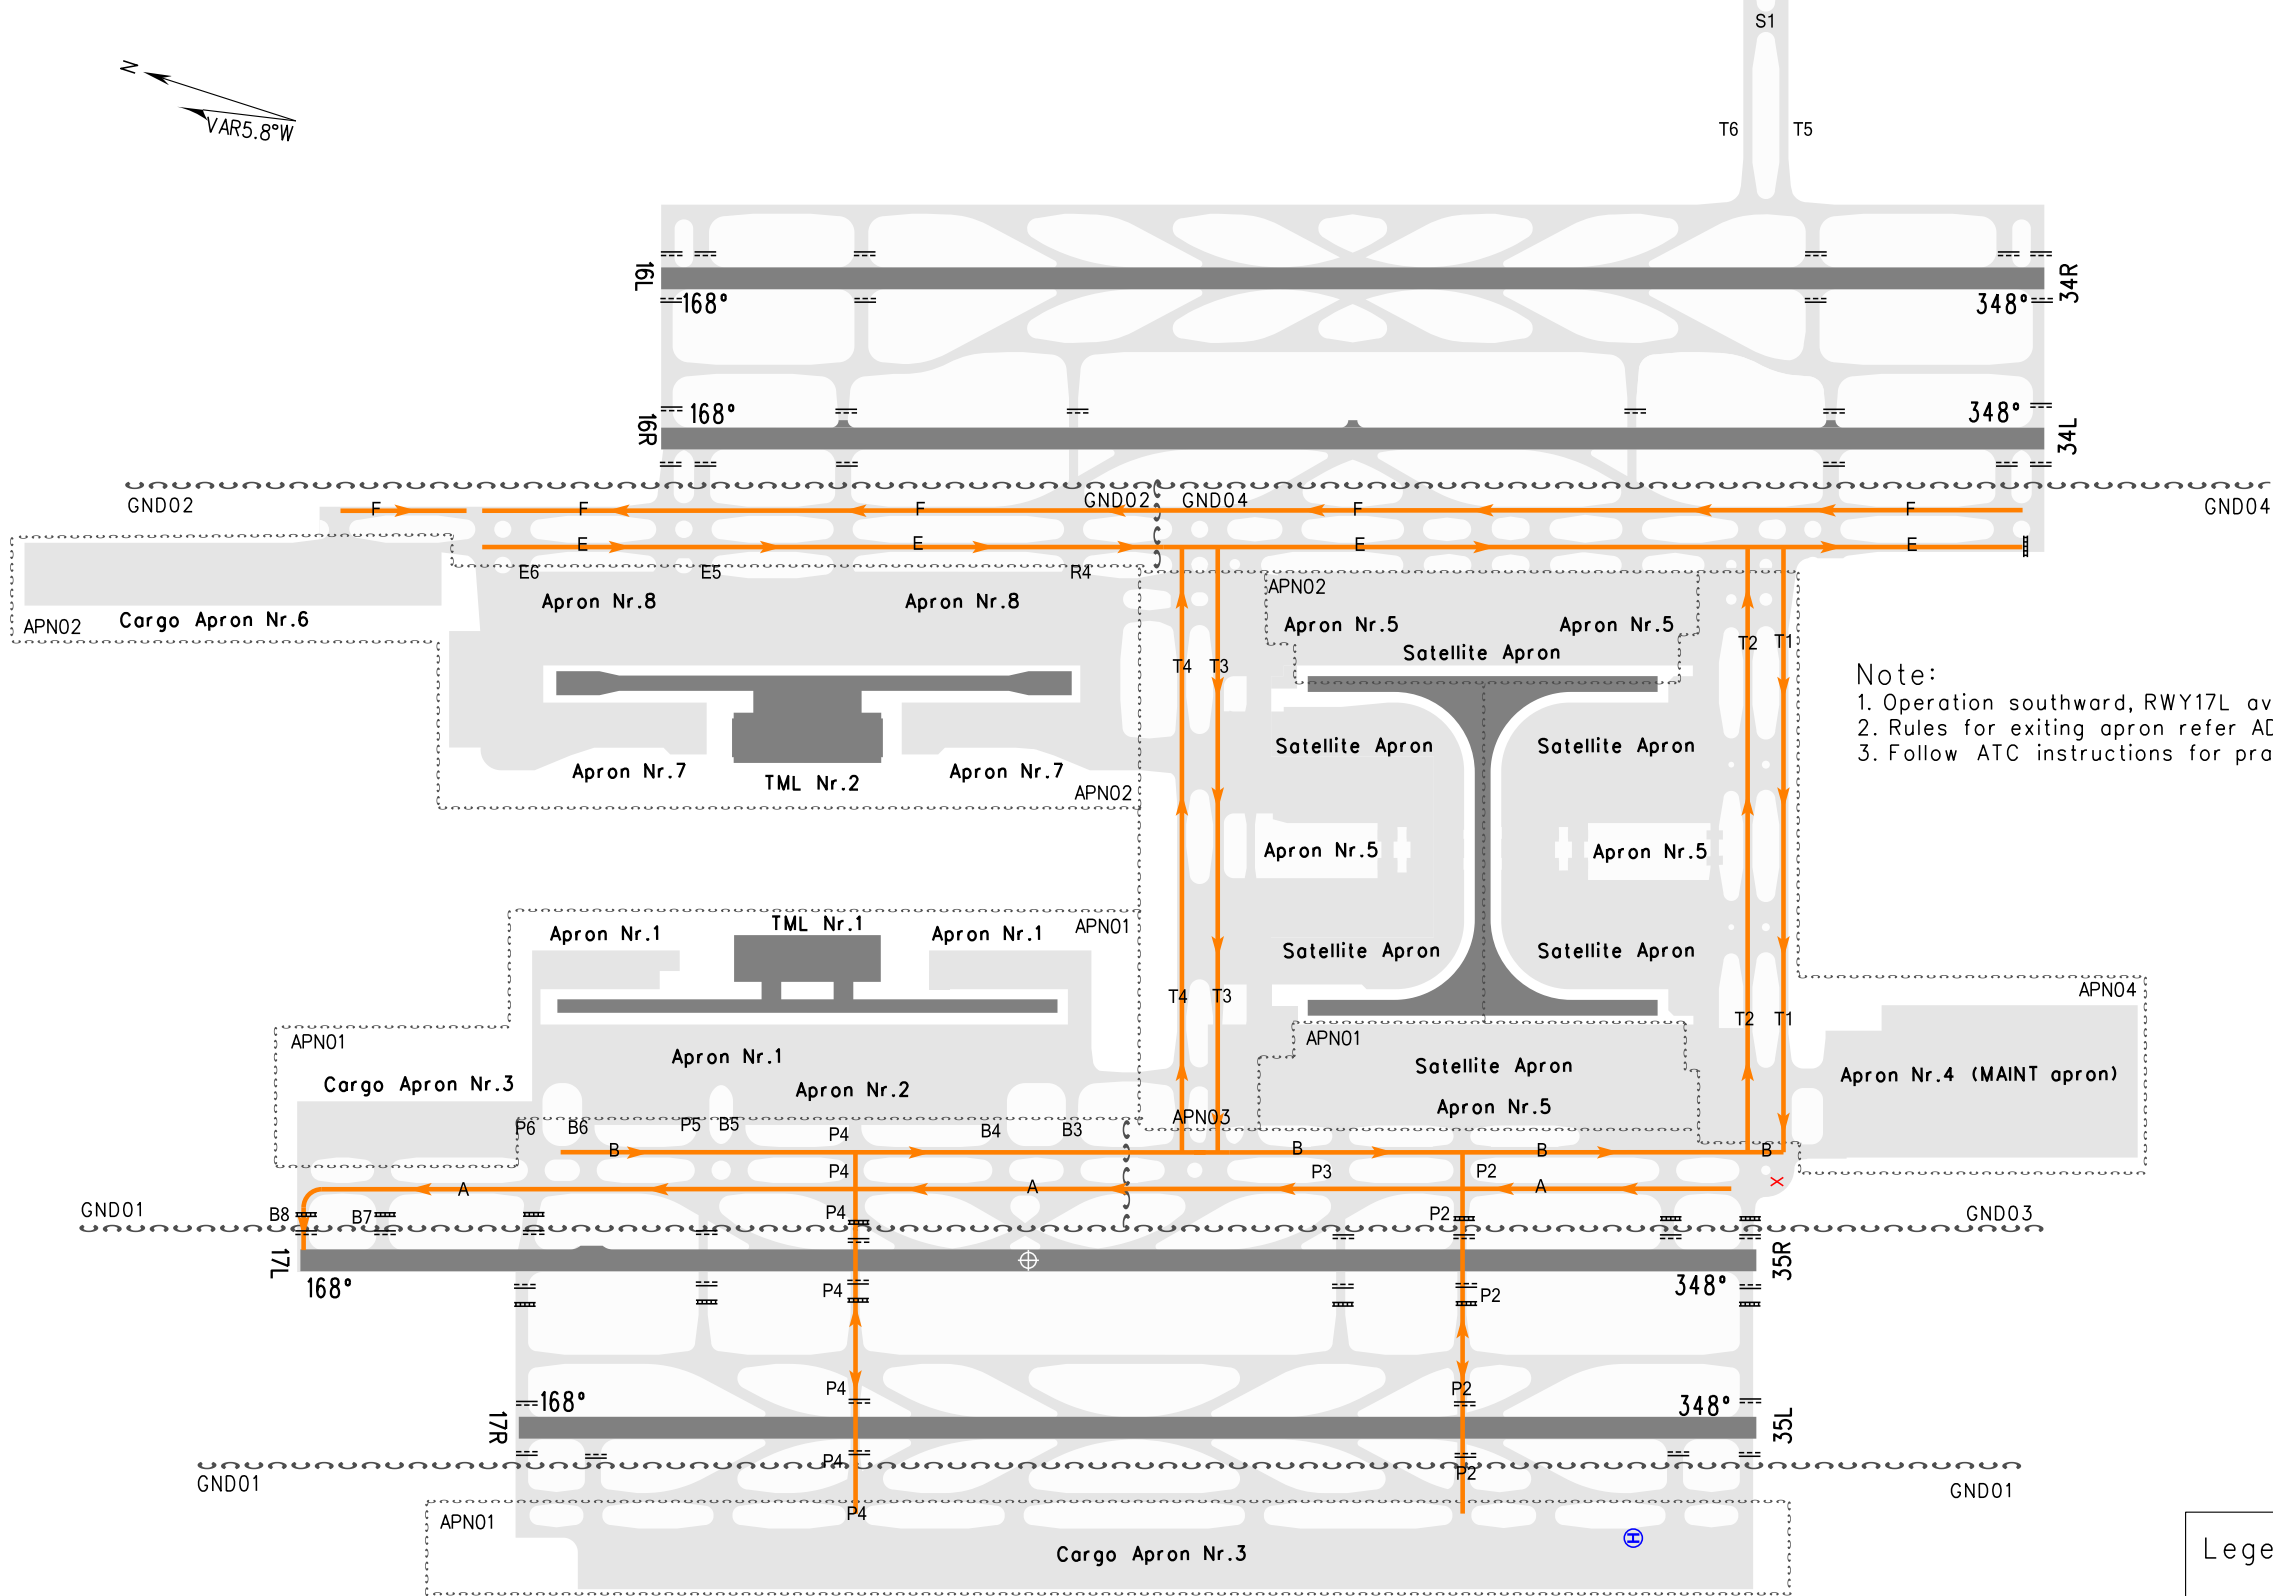 S1
N
VAR5.8°W
T6 T5
16L 34R
168° 348°
168° 348°
16R 34L
GND02 GND02 GND04 GND04
F F F F F
E E E E
E6 E5 R4
APN02
Apron Nr.8 Apron Nr.8
Cargo Apron Nr.6
APN02
Apron Nr.5 Apron Nr.5
Satellite Apron
T4 T3 T2 T1
Note:
1. Operation southward, RWY17L av
2. Rules for exiting apron refer AD
3. Follow ATC instructions for pra
Satellite Apron Satellite Apron
Apron Nr.7 Apron Nr.7
TML Nr.2
APN02
Apron Nr.5 Apron Nr.5
TML Nr.1
Apron Nr.1 Apron Nr.1
APN01
Satellite Apron Satellite Apron
T4 T3
APN04
T2 T1
APN01 APN01
Apron Nr.1
Satellite Apron
Cargo Apron Nr.3
Apron Nr.2
Apron Nr.4 (MAINT apron)
Apron Nr.5
APN03
P6 B6 P5 B5 P4 B4 B3
B B B B
P4 P3 P2
A A A X
GND01 B8 B7 P4 P2 GND03
17L 35R
168° 348°
P4 P2
P4 P2
168° 348°
17R 35L
P4 P2
GND01 GND01
P4
APN01
H
Cargo Apron Nr.3
Lege